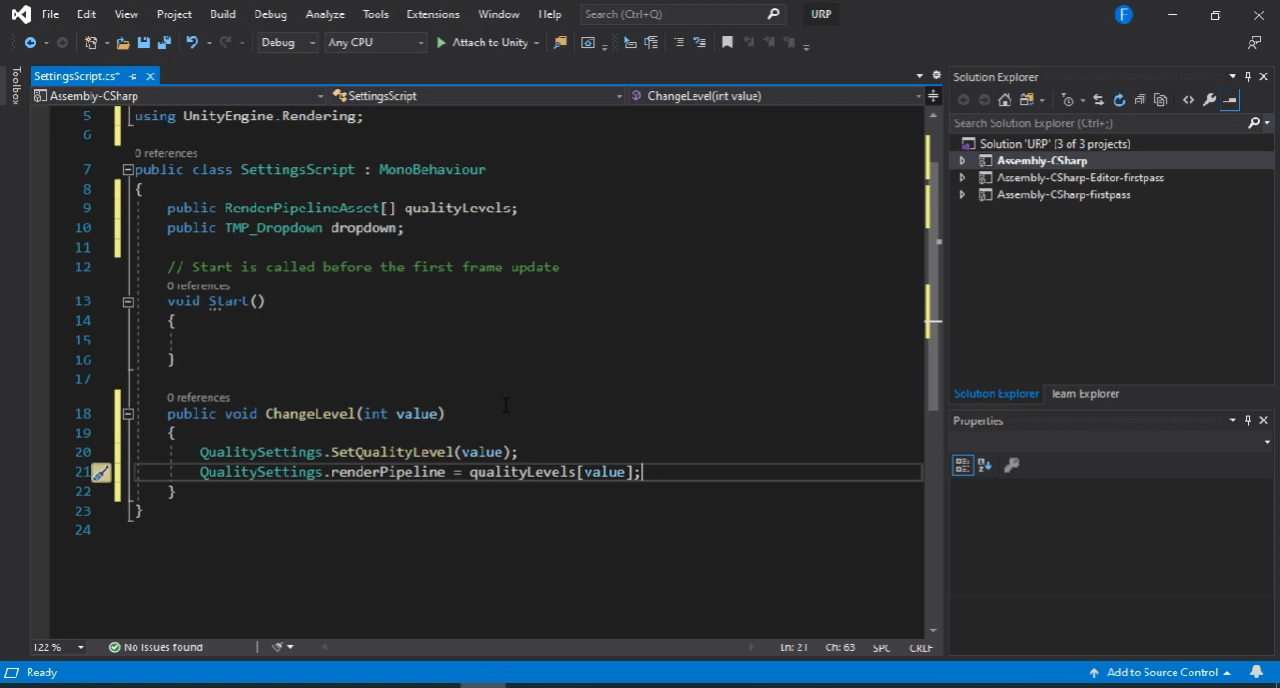 File Edit View Project Build Debug Analyze Tools Extensions Window Help Search (Ctrl+Q) URP F
Debug Any CPU Attach to Unity
Toolbox
SettingsScript.cs*
Assembly-CSharp SettingsScript ChangeLevel(int value)
5 using UnityEngine.Rendering;
6
0 references
7 public class SettingsScript : MonoBehaviour
8 {
9 public RenderPipelineAsset[] qualityLevels;
10 public TMP_Dropdown dropdown;
11
12 // Start is called before the first frame update
0 references
13 void Start()
14 {
15
16 }
17
0 references
18 public void ChangeLevel(int value)
19 {
20 QualitySettings.SetQualityLevel(value);
21 QualitySettings.renderPipeline = qualityLevels[value];
22 }
23 }
24
122 % No issues found Ln: 21 Ch: 63 SPC CRLF
Solution Explorer
Search Solution Explorer (Ctrl+;)
Solution 'URP' (3 of 3 projects)
Assembly-CSharp
Assembly-CSharp-Editor-firstpass
Assembly-CSharp-firstpass
Solution Explorer Team Explorer
Properties
Ready Add to Source Control